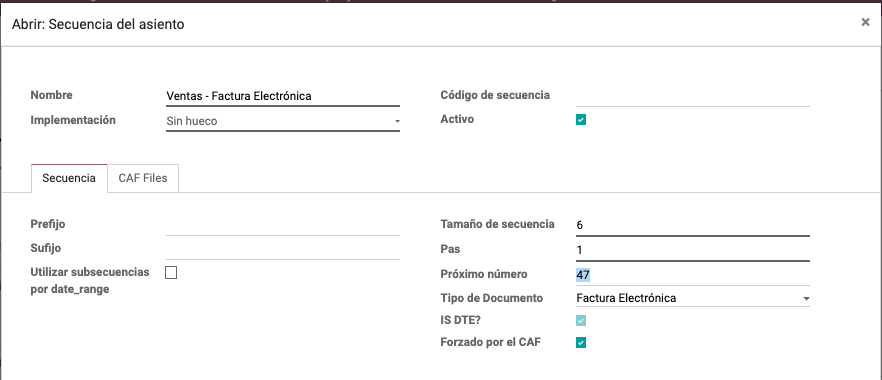 Abrir: Secuencia del asiento ×
Nombre Ventas - Factura Electrónica Código de secuencia
Implementación Sin hueco Activo
Secuencia CAF Files
Prefijo Tamaño de secuencia 6
Sufijo Pas 1
Utilizar subsecuencias Próximo número 47
por date_range Tipo de Documento Factura Electrónica
IS DTE?
Forzado por el CAF